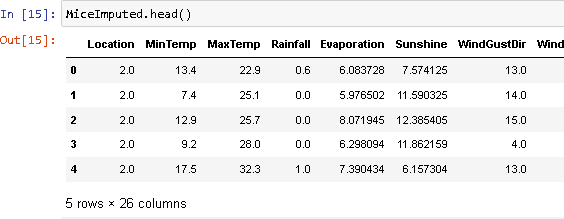 In [15]: MiceImputed.head()
Out[15]:
Location MinTemp MaxTemp Rainfall Evaporation Sunshine WindGustDir Wind
0 2.0 13.4 22.9 0.6 6.083728 7.574125 13.0
1 2.0 7.4 25.1 0.0 5.976502 11.590325 14.0
2 2.0 12.9 25.7 0.0 8.071945 12.385405 15.0
3 2.0 9.2 28.0 0.0 6.298094 11.862159 4.0
4 2.0 17.5 32.3 1.0 7.390434 6.157304 13.0
5 rows × 26 columns